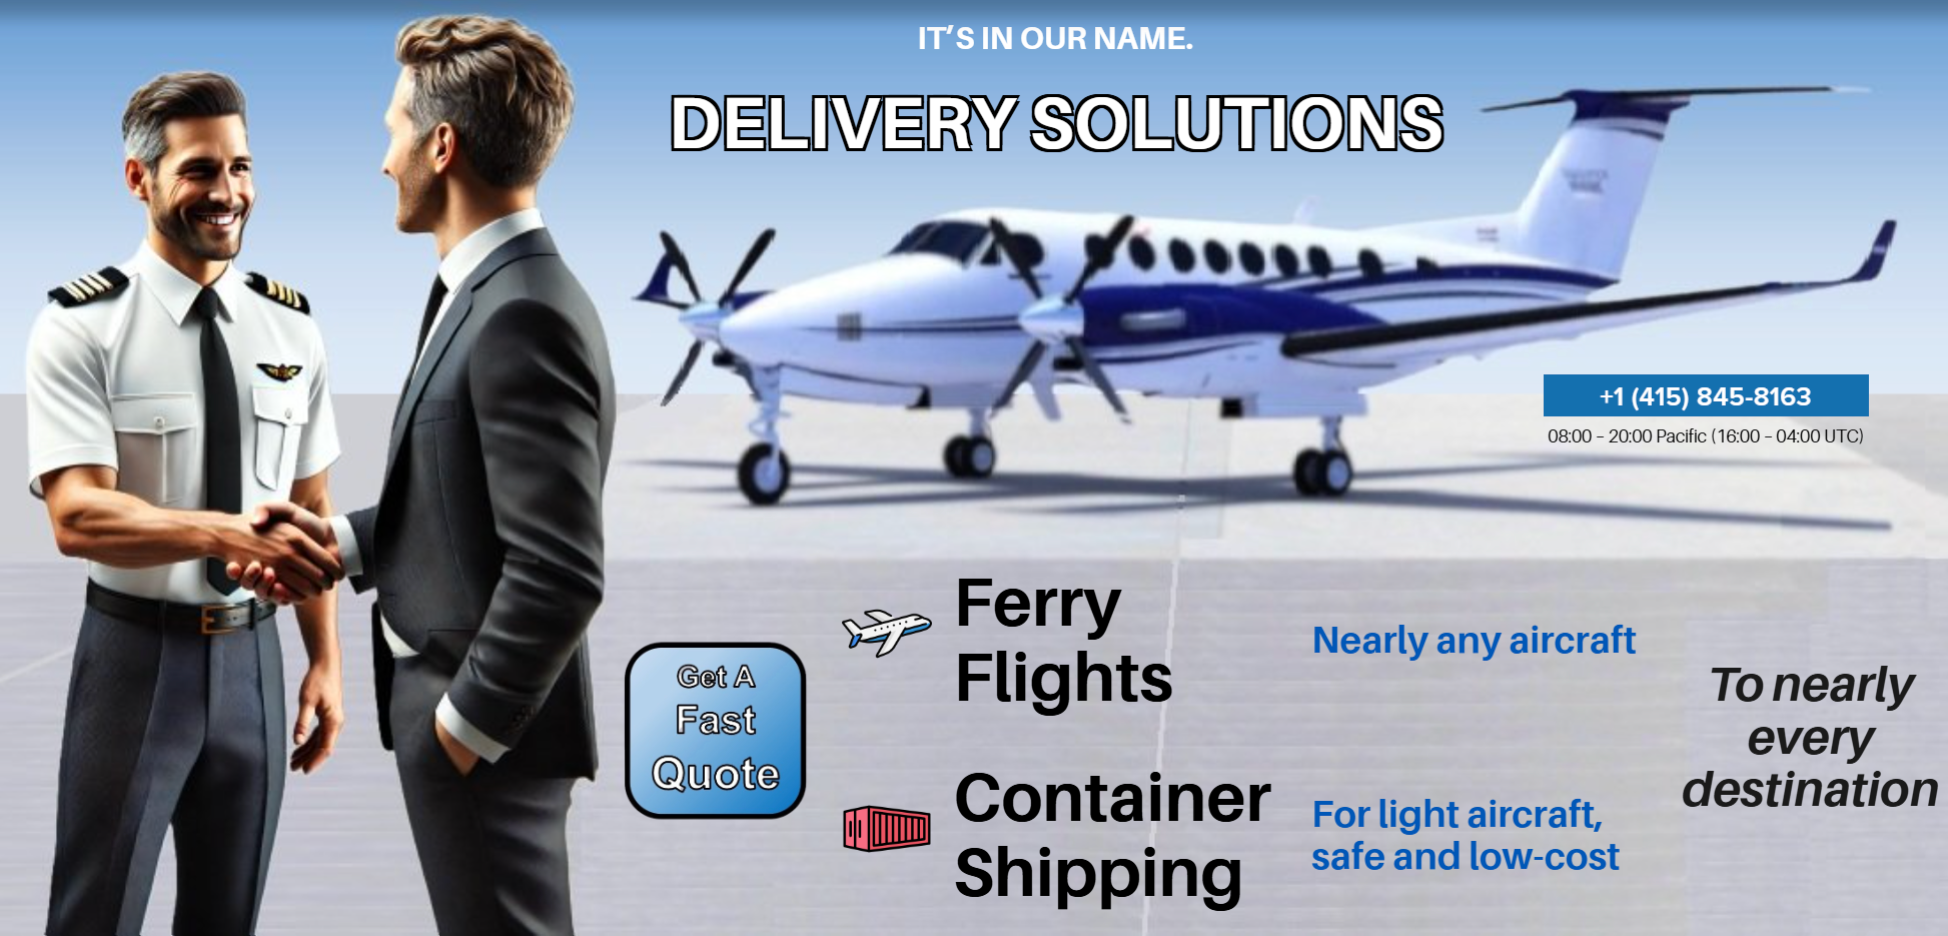 IT'S IN OUR NAME.
DELIVERY SOLUTIONS
+1 (415) 845-8163
08:00 – 20:00 Pacific (16:00 – 04:00 UTC)
Get A
Fast
Quote
Ferry
Flights
Nearly any aircraft
Container
Shipping
For light aircraft,
safe and low-cost
To nearly
every
destination